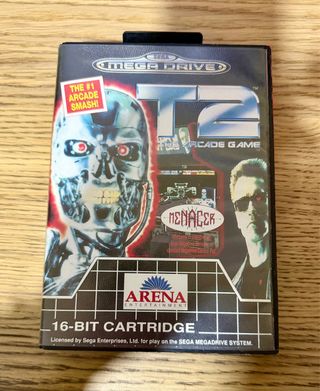 SEGA
MEGA DRIVE
THE #1
ARCADE
SMASH!
T2
THE ARCADE GAME
MENACER
ARENA
ENTERTAINMENT
16-BIT CARTRIDGE
Licensed by Sega Enterprises, Ltd. for play on the SEGA MEGADRIVE SYSTEM.